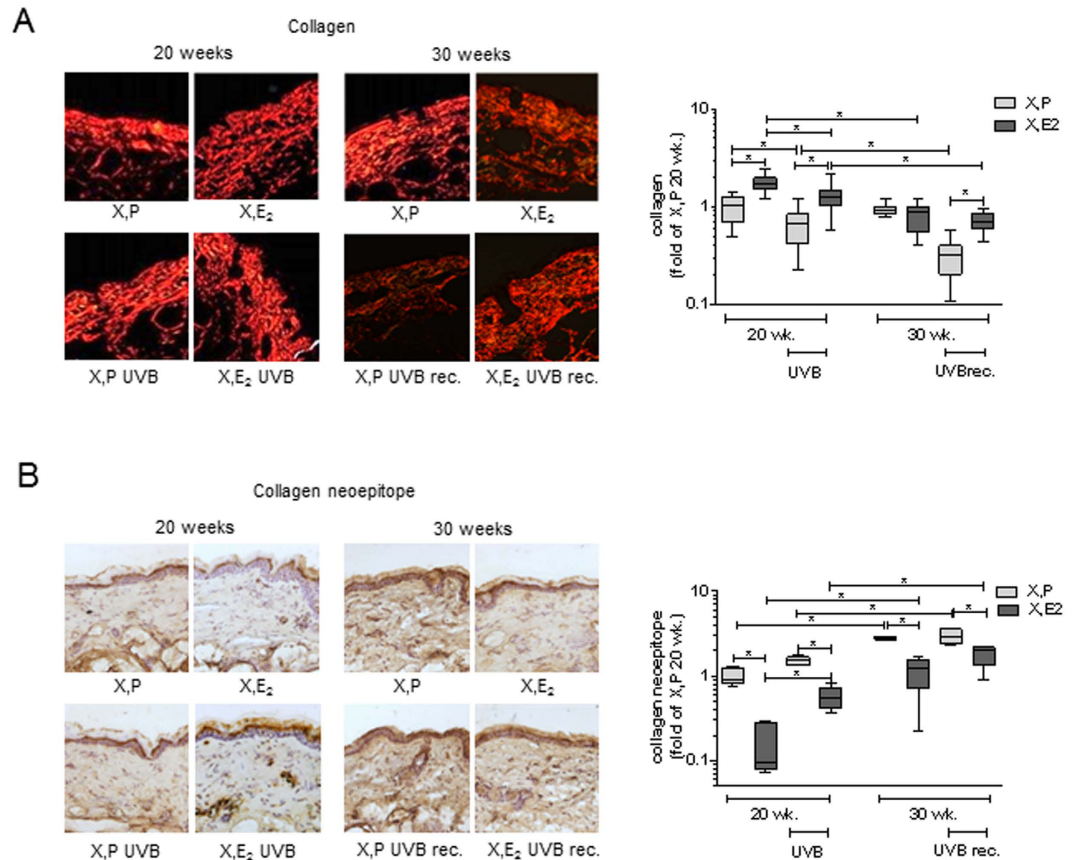 A
Collagen
20 weeks
30 weeks
X,P
X,E₂
X,P
X,E₂
X,P UVB
X,E₂ UVB
X,P UVB rec.
X,E₂ UVB rec.
collagen
(fold of X,P 20 wk.)
10
1
0.1
X,P
X,E2
* * * * * * * *
20 wk.
30 wk.
UVB
UVBrec.
B
Collagen neoepitope
20 weeks
30 weeks
X,P
X,E₂
X,P
X,E₂
X,P UVB
X,E₂ UVB
X,P UVB rec.
X,E₂ UVB rec.
collagen neoepitope
(fold of X,P 20 wk.)
10
1
0.1
X,P
X,E2
* * * * * * * * *
20 wk.
30 wk.
UVB
UVB rec.